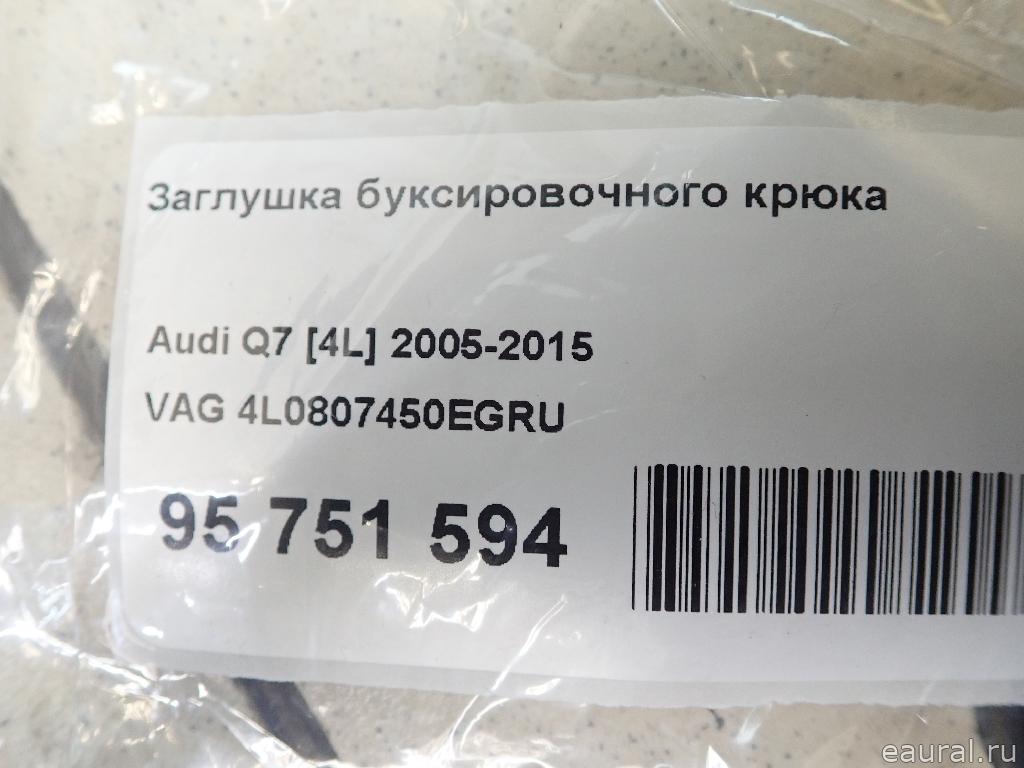 Заглушка буксировочного крюка
Audi Q7 [4L] 2005-2015
VAG 4L0807450EGRU
95 751 594
eaural.ru